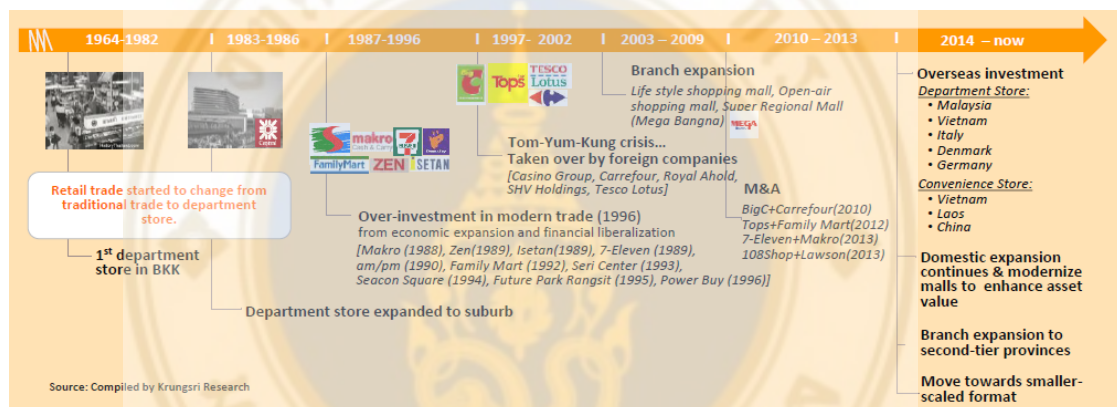 1964-1982
1983-1986
1987-1996
1997- 2002
2003 – 2009
2010 – 2013
2014 – now
Retail trade started to change from
traditional trade to department
store.
1st department
store in BKK
Department store expanded to suburb
makro
FamilyMart
ZEN
ISETAN
Over-investment in modern trade (1996)
from economic expansion and financial liberalization
[Makro (1988), Zen(1989), Isetan(1989), 7-Eleven (1989),
am/pm (1990), Family Mart (1992), Seri Center (1993),
Seacon Square (1994), Future Park Rangsit (1995), Power Buy (1996)]
Tops
TESCO
Lotus
Tom-Yum-Kung crisis...
Taken over by foreign companies
[Casino Group, Carrefour, Royal Ahold,
SHV Holdings, Tesco Lotus]
Branch expansion
Life style shopping mall, Open-air
shopping mall, Super Regional Mall
(Mega Bangna)
MEGA
M&A
BigC+Carrefour(2010)
Tops+Family Mart(2012)
7-Eleven+Makro(2013)
108Shop+Lawson(2013)
Overseas investment
Department Store:
• Malaysia
• Vietnam
• Italy
• Denmark
• Germany
Convenience Store:
• Vietnam
• Laos
• China
Domestic expansion
continues & modernize
malls to enhance asset
value
Branch expansion to
second-tier provinces
Move towards smaller-
scaled format
Source: Compiled by Krungsri Research